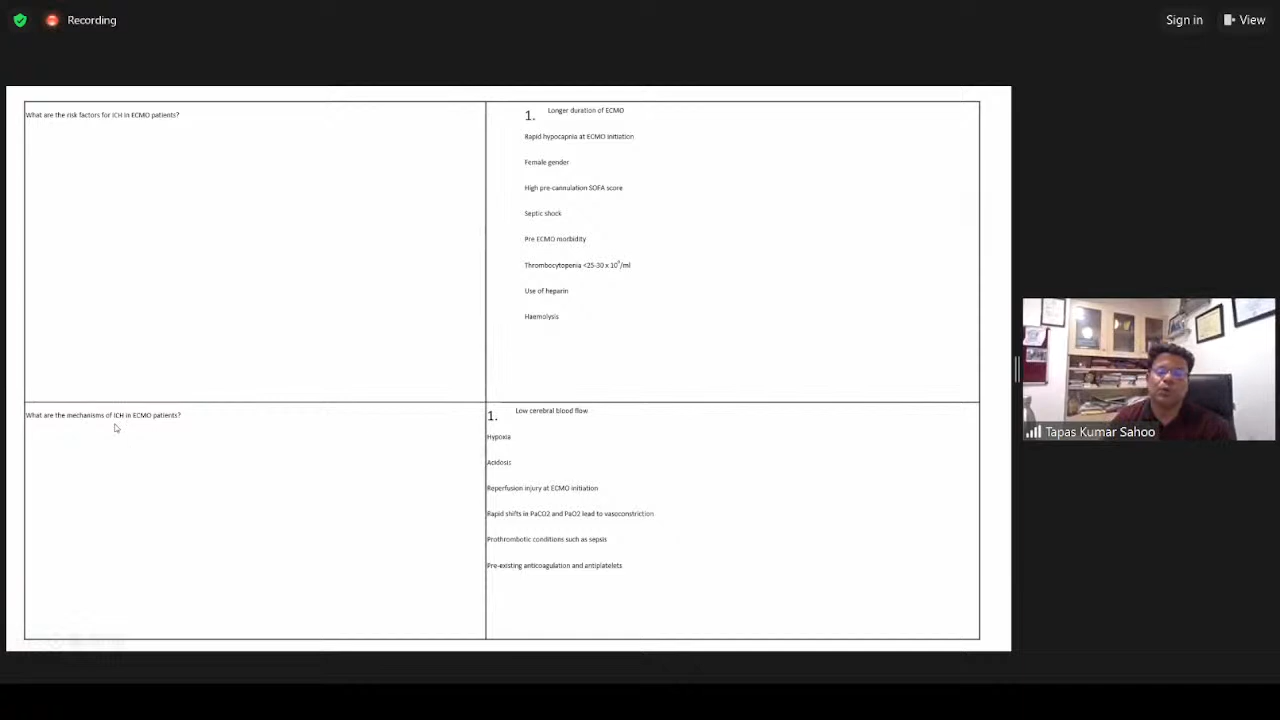 Recording
Sign in
View
What are the risk factors for ICH in ECMO patients?
1. Longer duration of ECMO
Rapid hypocapnia at ECMO initiation
Female gender
High pre-cannulation SOFA score
Septic shock
Pre ECMO morbidity
Thrombocytopenia <25-30 x 10⁹/ml
Use of heparin
Haemolysis
What are the mechanisms of ICH in ECMO patients?
1. Low cerebral blood flow
Hypoxia
Acidosis
Reperfusion injury at ECMO initiation
Rapid shifts in PaCO2 and PaO2 lead to vasoconstriction
Prothrombotic conditions such as sepsis
Pre-existing anticoagulation and antiplatelets
Tapas Kumar Sahoo